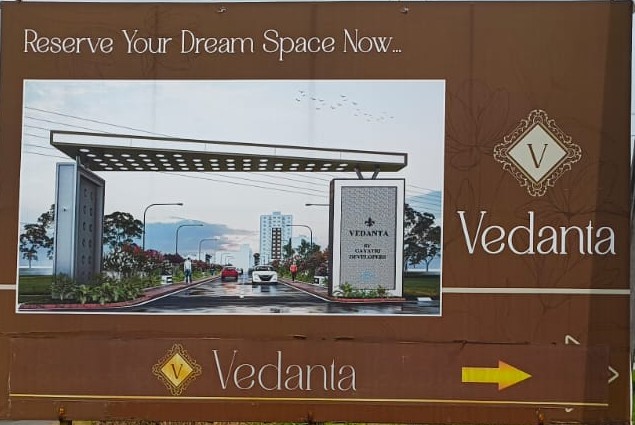 Reserve Your Dream Space Now...
V
Vedanta
VEDANTA
BY
GAYATRI
DEVELOPERS
V
Vedanta